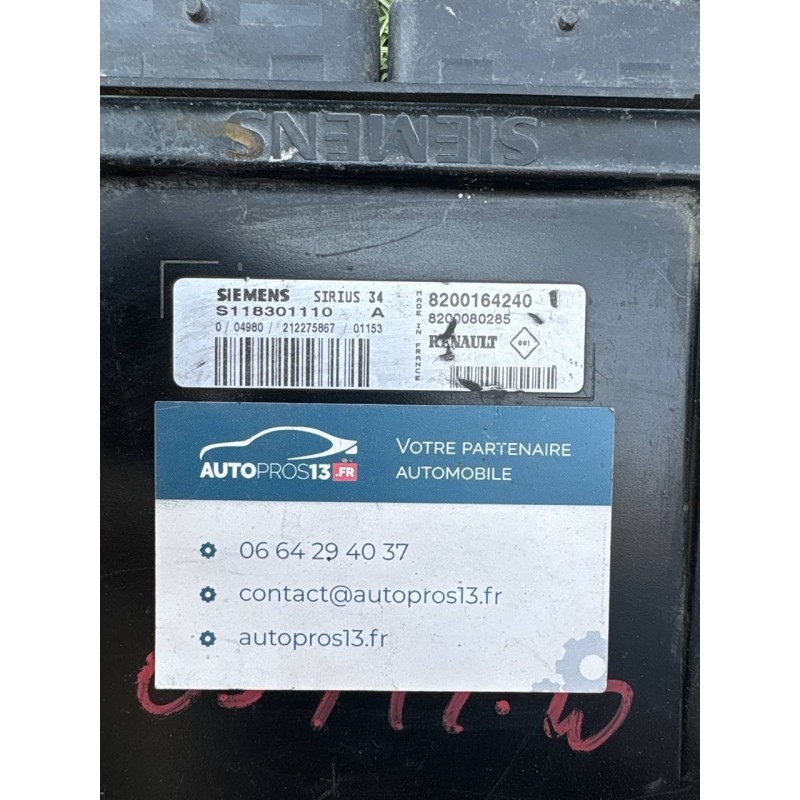 SIEMENS
SIEMENS SIRIUS 34
S118301110 A
0 / 04980 / 212275867 / 01153
MADE IN FRANCE
8200164240
8200080285
RENAULT 001
AUTOPROS13.FR
VOTRE PARTENAIRE
AUTOMOBILE
06 64 29 40 37
contact@autopros13.fr
autopros13.fr